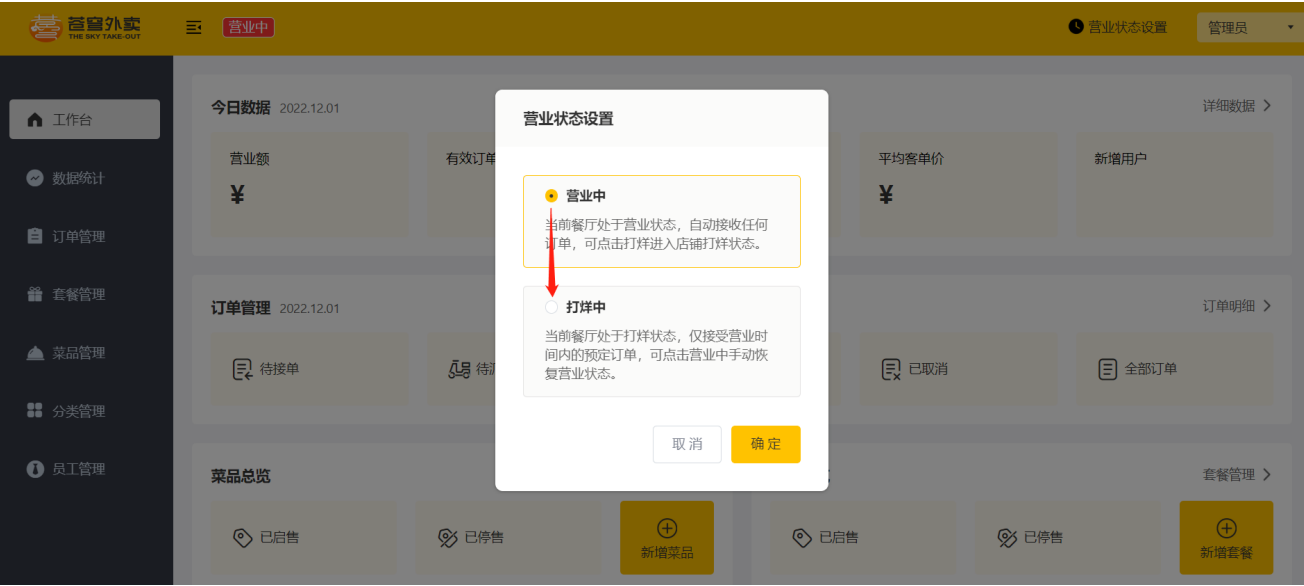 苍穹外卖
THE SKY TAKE-OUT
营业中
营业状态设置
管理员
工作台
数据统计
订单管理
套餐管理
菜品管理
分类管理
员工管理
今日数据 2022.12.01
详细数据
营业额
¥
有效订单
平均客单价
¥
新增用户
订单管理 2022.12.01
订单明细
待接单
待派
已取消
全部订单
菜品总览
套餐管理
已启售
已停售
新增菜品
已启售
已停售
新增套餐
营业状态设置
营业中
当前餐厅处于营业状态，自动接收任何
订单，可点击打烊进入店铺打烊状态。
打烊中
当前餐厅处于打烊状态，仅接受营业时
间内的预定订单，可点击营业中手动恢
复营业状态。
取 消
确 定